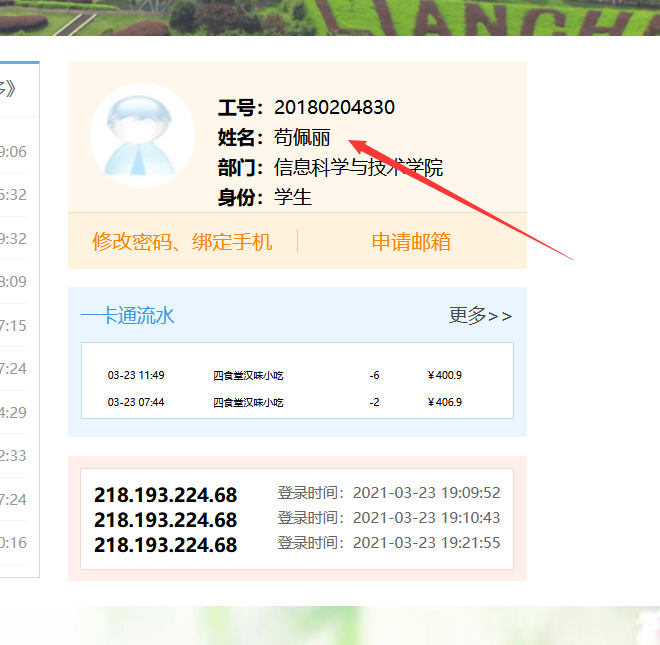 LIANGHA
多》
9:06
5:32
9:32
8:09
7:15
7:24
4:29
2:33
7:24
0:16
工号：20180204830
姓名：苟佩丽
部门：信息科学与技术学院
身份：学生
修改密码、绑定手机
申请邮箱
一卡通流水 更多>>
03-23 11:49 四食堂汉味小吃 -6 ￥400.9
03-23 07:44 四食堂汉味小吃 -2 ￥406.9
218.193.224.68 登录时间：2021-03-23 19:09:52
218.193.224.68 登录时间：2021-03-23 19:10:43
218.193.224.68 登录时间：2021-03-23 19:21:55